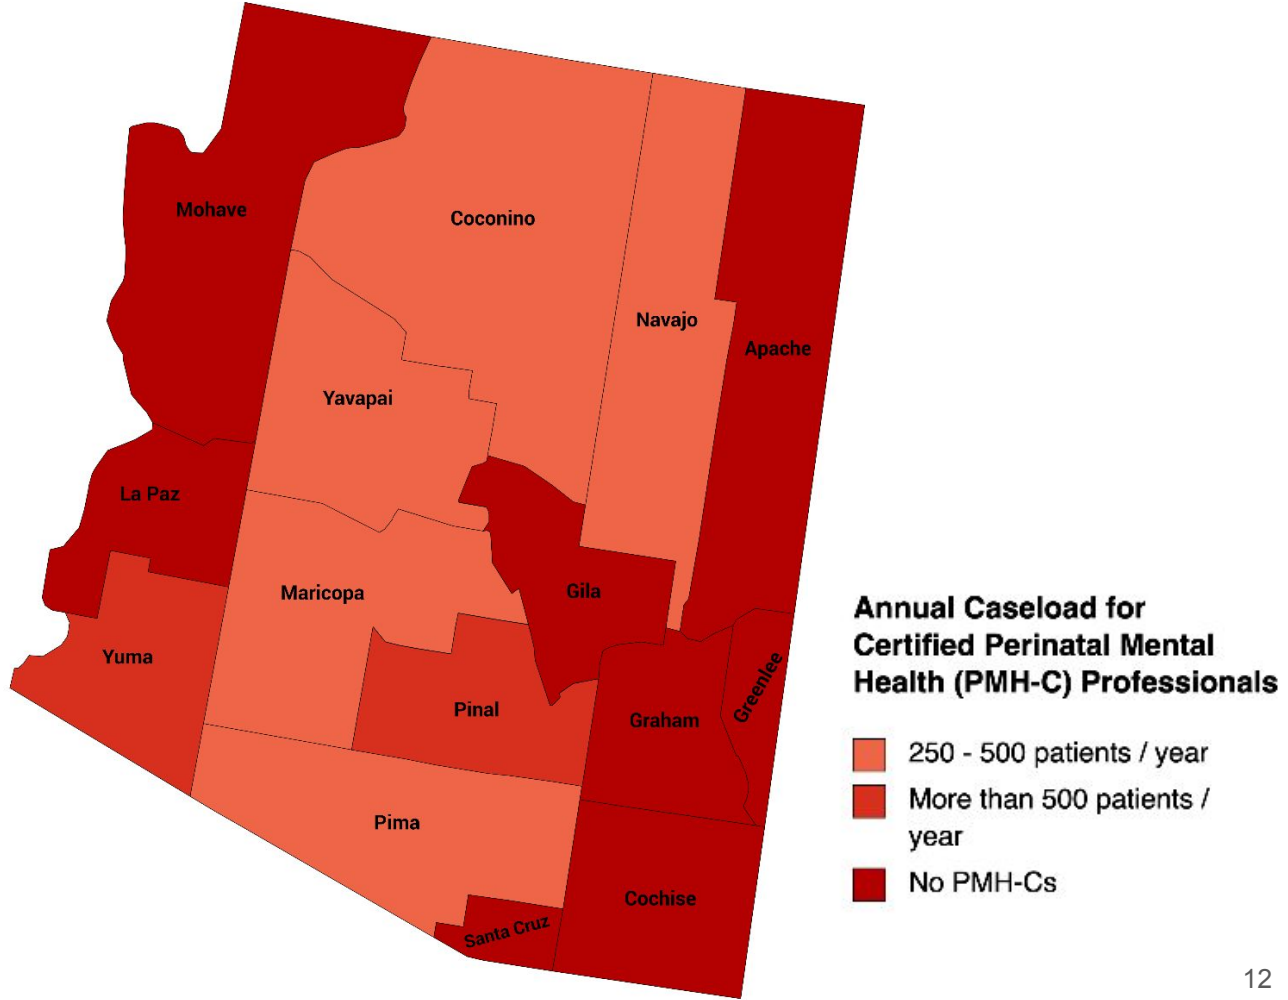 Mohave
Coconino
Navajo
Apache
Yavapai
La Paz
Maricopa
Gila
Yuma
Pinal
Graham
Greenlee
Pima
Cochise
Santa Cruz
Annual Caseload for
Certified Perinatal Mental
Health (PMH-C) Professionals
250 - 500 patients / year
More than 500 patients /
year
No PMH-Cs
12